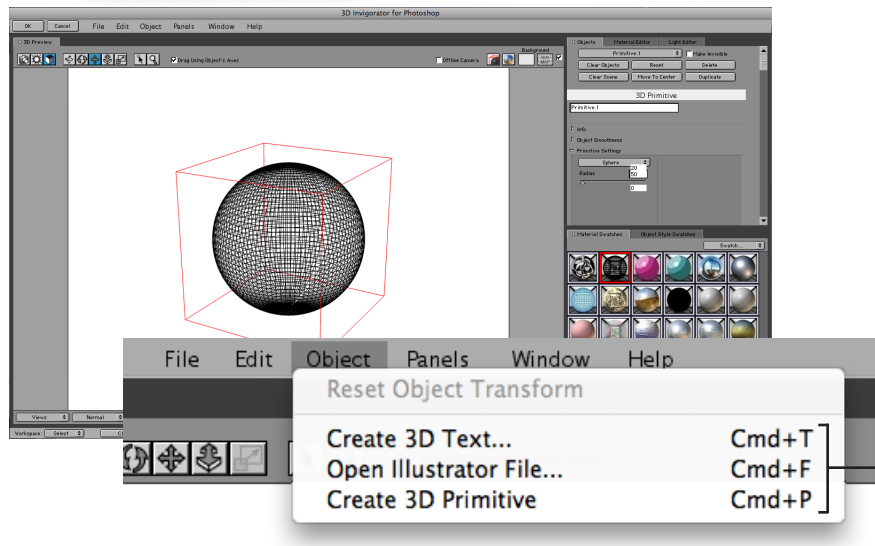 3D Invigorator for Photoshop
OK Cancel File Edit Object Panels Window Help
3D Preview
Drag Using Object's Axes
Offline Camera
Background
MAP
Objects Material Editor Light Editor
Primitive.1 Make Invisible
Clear Objects Reset Delete
Clear Scene Move To Center Duplicate
3D Primitive
Primitive.1
Info
Object Smoothness
Primitive Settings
Sphere
20
Radius 50
0
Material Swatches Object Style Swatches
Swatch...
Views Normal
Workspace: Select
File Edit Object Panels Window Help
Reset Object Transform
Create 3D Text... Cmd+T
Open Illustrator File... Cmd+F
Create 3D Primitive Cmd+P